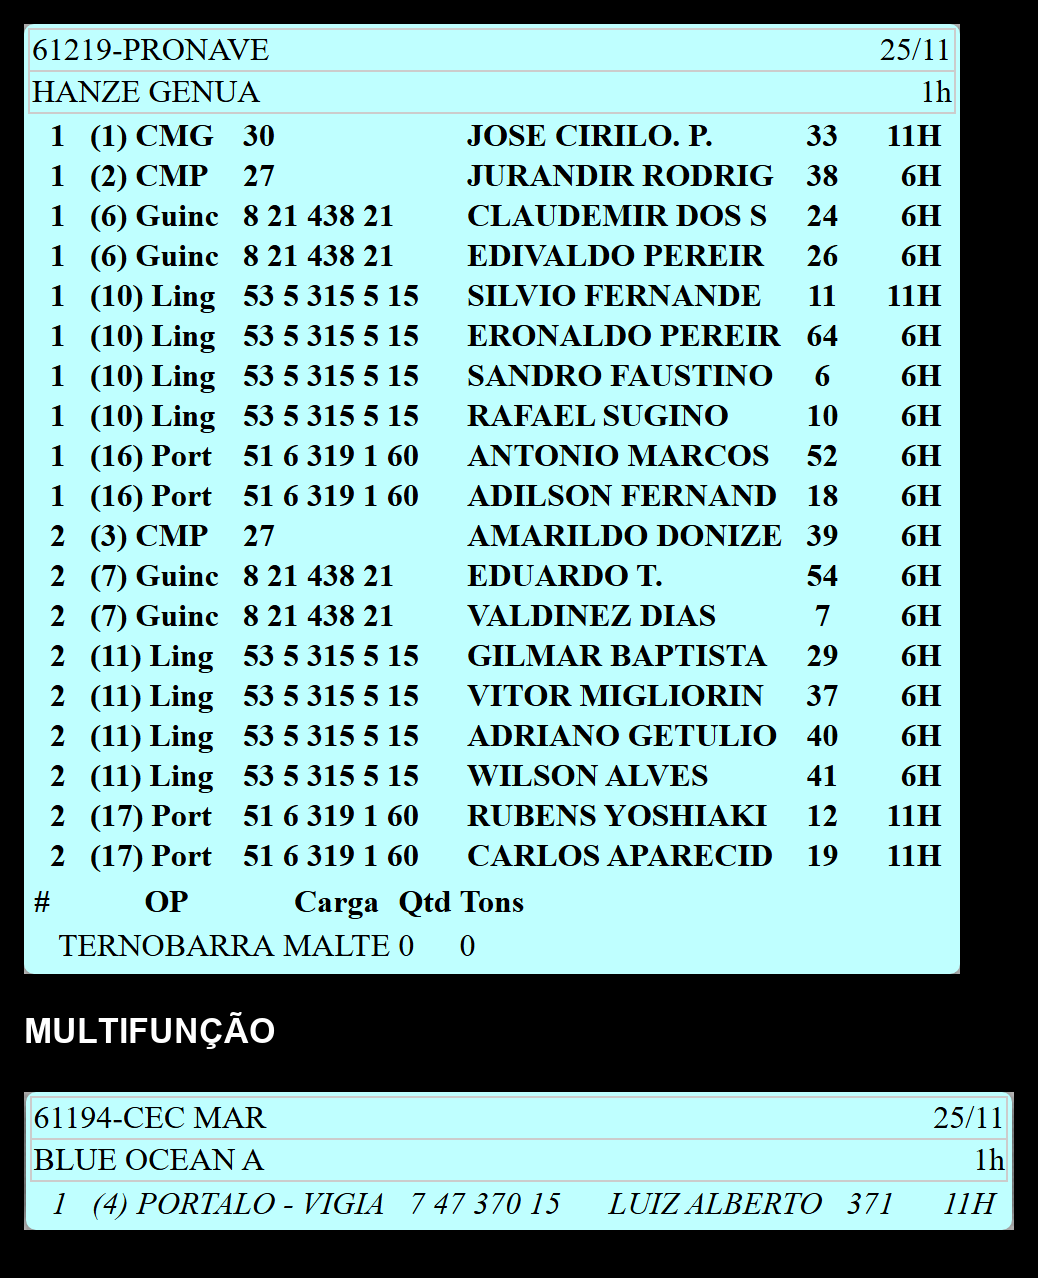 61219-PRONAVE 25/11
HANZE GENUA 1h
1 (1) CMG 30 JOSE CIRILO. P. 33 11H
1 (2) CMP 27 JURANDIR RODRIG 38 6H
1 (6) Guinc 8 21 438 21 CLAUDEMIR DOS S 24 6H
1 (6) Guinc 8 21 438 21 EDIVALDO PEREIR 26 6H
1 (10) Ling 53 5 315 5 15 SILVIO FERNANDE 11 11H
1 (10) Ling 53 5 315 5 15 ERONALDO PEREIR 64 6H
1 (10) Ling 53 5 315 5 15 SANDRO FAUSTINO 6 6H
1 (10) Ling 53 5 315 5 15 RAFAEL SUGINO 10 6H
1 (16) Port 51 6 319 1 60 ANTONIO MARCOS 52 6H
1 (16) Port 51 6 319 1 60 ADILSON FERNAND 18 6H
2 (3) CMP 27 AMARILDO DONIZE 39 6H
2 (7) Guinc 8 21 438 21 EDUARDO T. 54 6H
2 (7) Guinc 8 21 438 21 VALDINEZ DIAS 7 6H
2 (11) Ling 53 5 315 5 15 GILMAR BAPTISTA 29 6H
2 (11) Ling 53 5 315 5 15 VITOR MIGLIORIN 37 6H
2 (11) Ling 53 5 315 5 15 ADRIANO GETULIO 40 6H
2 (11) Ling 53 5 315 5 15 WILSON ALVES 41 6H
2 (17) Port 51 6 319 1 60 RUBENS YOSHIAKI 12 11H
2 (17) Port 51 6 319 1 60 CARLOS APARECID 19 11H
# OP Carga Qtd Tons
TERNOBARRA MALTE 0 0
MULTIFUNÇÃO
61194-CEC MAR 25/11
BLUE OCEAN A 1h
1 (4) PORTALO - VIGIA 7 47 370 15 LUIZ ALBERTO 371 11H